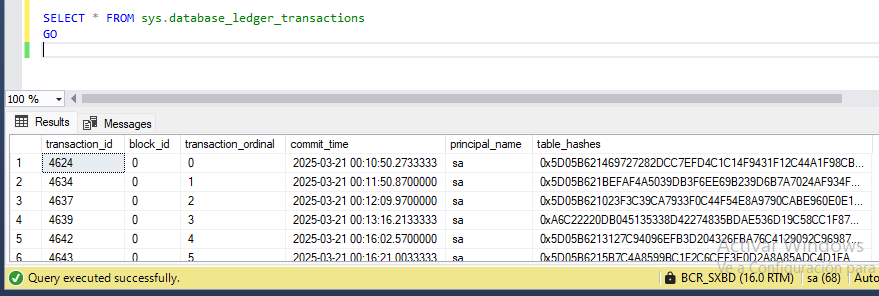 SELECT * FROM sys.database_ledger_transactions
GO
100 %
Results Messages
transaction_id block_id transaction_ordinal commit_time principal_name table_hashes
1 4624 0 0 2025-03-21 00:10:50.2733333 sa 0x5D05B621469727282DCC7EFD4C1C14F9431F12C44A1F98CB...
2 4634 0 1 2025-03-21 00:11:50.8700000 sa 0x5D05B621BEFAF4A5039DB3F6EE69B239D6B7A7024AF934F...
3 4637 0 2 2025-03-21 00:12:09.9700000 sa 0x5D05B621023F3C39CA7933F0C44F54E8A9790CABE960E0E1...
4 4639 0 3 2025-03-21 00:13:16.2133333 sa 0xA6C22220DB045135338D42274835BDAE536D19C58CC1F87...
5 4642 0 4 2025-03-21 00:16:02.5700000 sa 0x5D05B6213127C94096EFB3D204326FBA76C4129092C96987...
6 4643 0 5 2025-03-21 00:16:21.0033333 sa 0x5D05B6215B7C4A8599BC1F2C6CEF3F0D2A8A85ADC4D1FA
Activar Windows
Ve a Configuración para
Query executed successfully. BCR_SXBD (16.0 RTM) sa (68) Auto